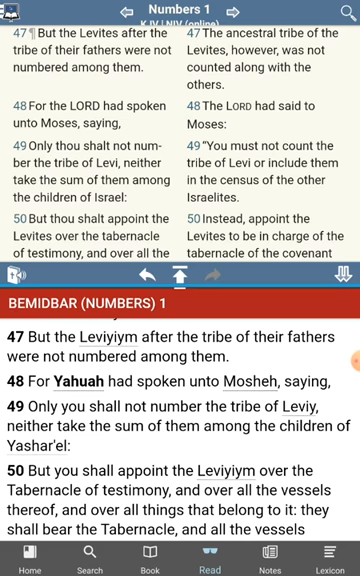 Numbers 1
KJV | NIV (online)
47 ¶ But the Levites after the
tribe of their fathers were not
numbered among them.
47 The ancestral tribe of the
Levites, however, was not
counted along with the
others.
48 For the LORD had spoken
unto Moses, saying,
48 The LORD had said to
Moses:
49 Only thou shalt not num-
ber the tribe of Levi, neither
take the sum of them among
the children of Israel:
49 “You must not count the
tribe of Levi or include them
in the census of the other
Israelites.
50 But thou shalt appoint the
Levites over the tabernacle
of testimony, and over all the
50 Instead, appoint the
Levites to be in charge of the
tabernacle of the covenant
BEMIDBAR (NUMBERS) 1
47 But the Leviyiym after the tribe of their fathers
were not numbered among them.
48 For Yahuah had spoken unto Mosheh, saying,
49 Only you shall not number the tribe of Leviy,
neither take the sum of them among the children of
Yashar'el:
50 But you shall appoint the Leviyiym over the
Tabernacle of testimony, and over all the vessels
thereof, and over all things that belong to it: they
shall bear the Tabernacle, and all the vessels
Home
Search
Book
Read
Notes
Lexicon